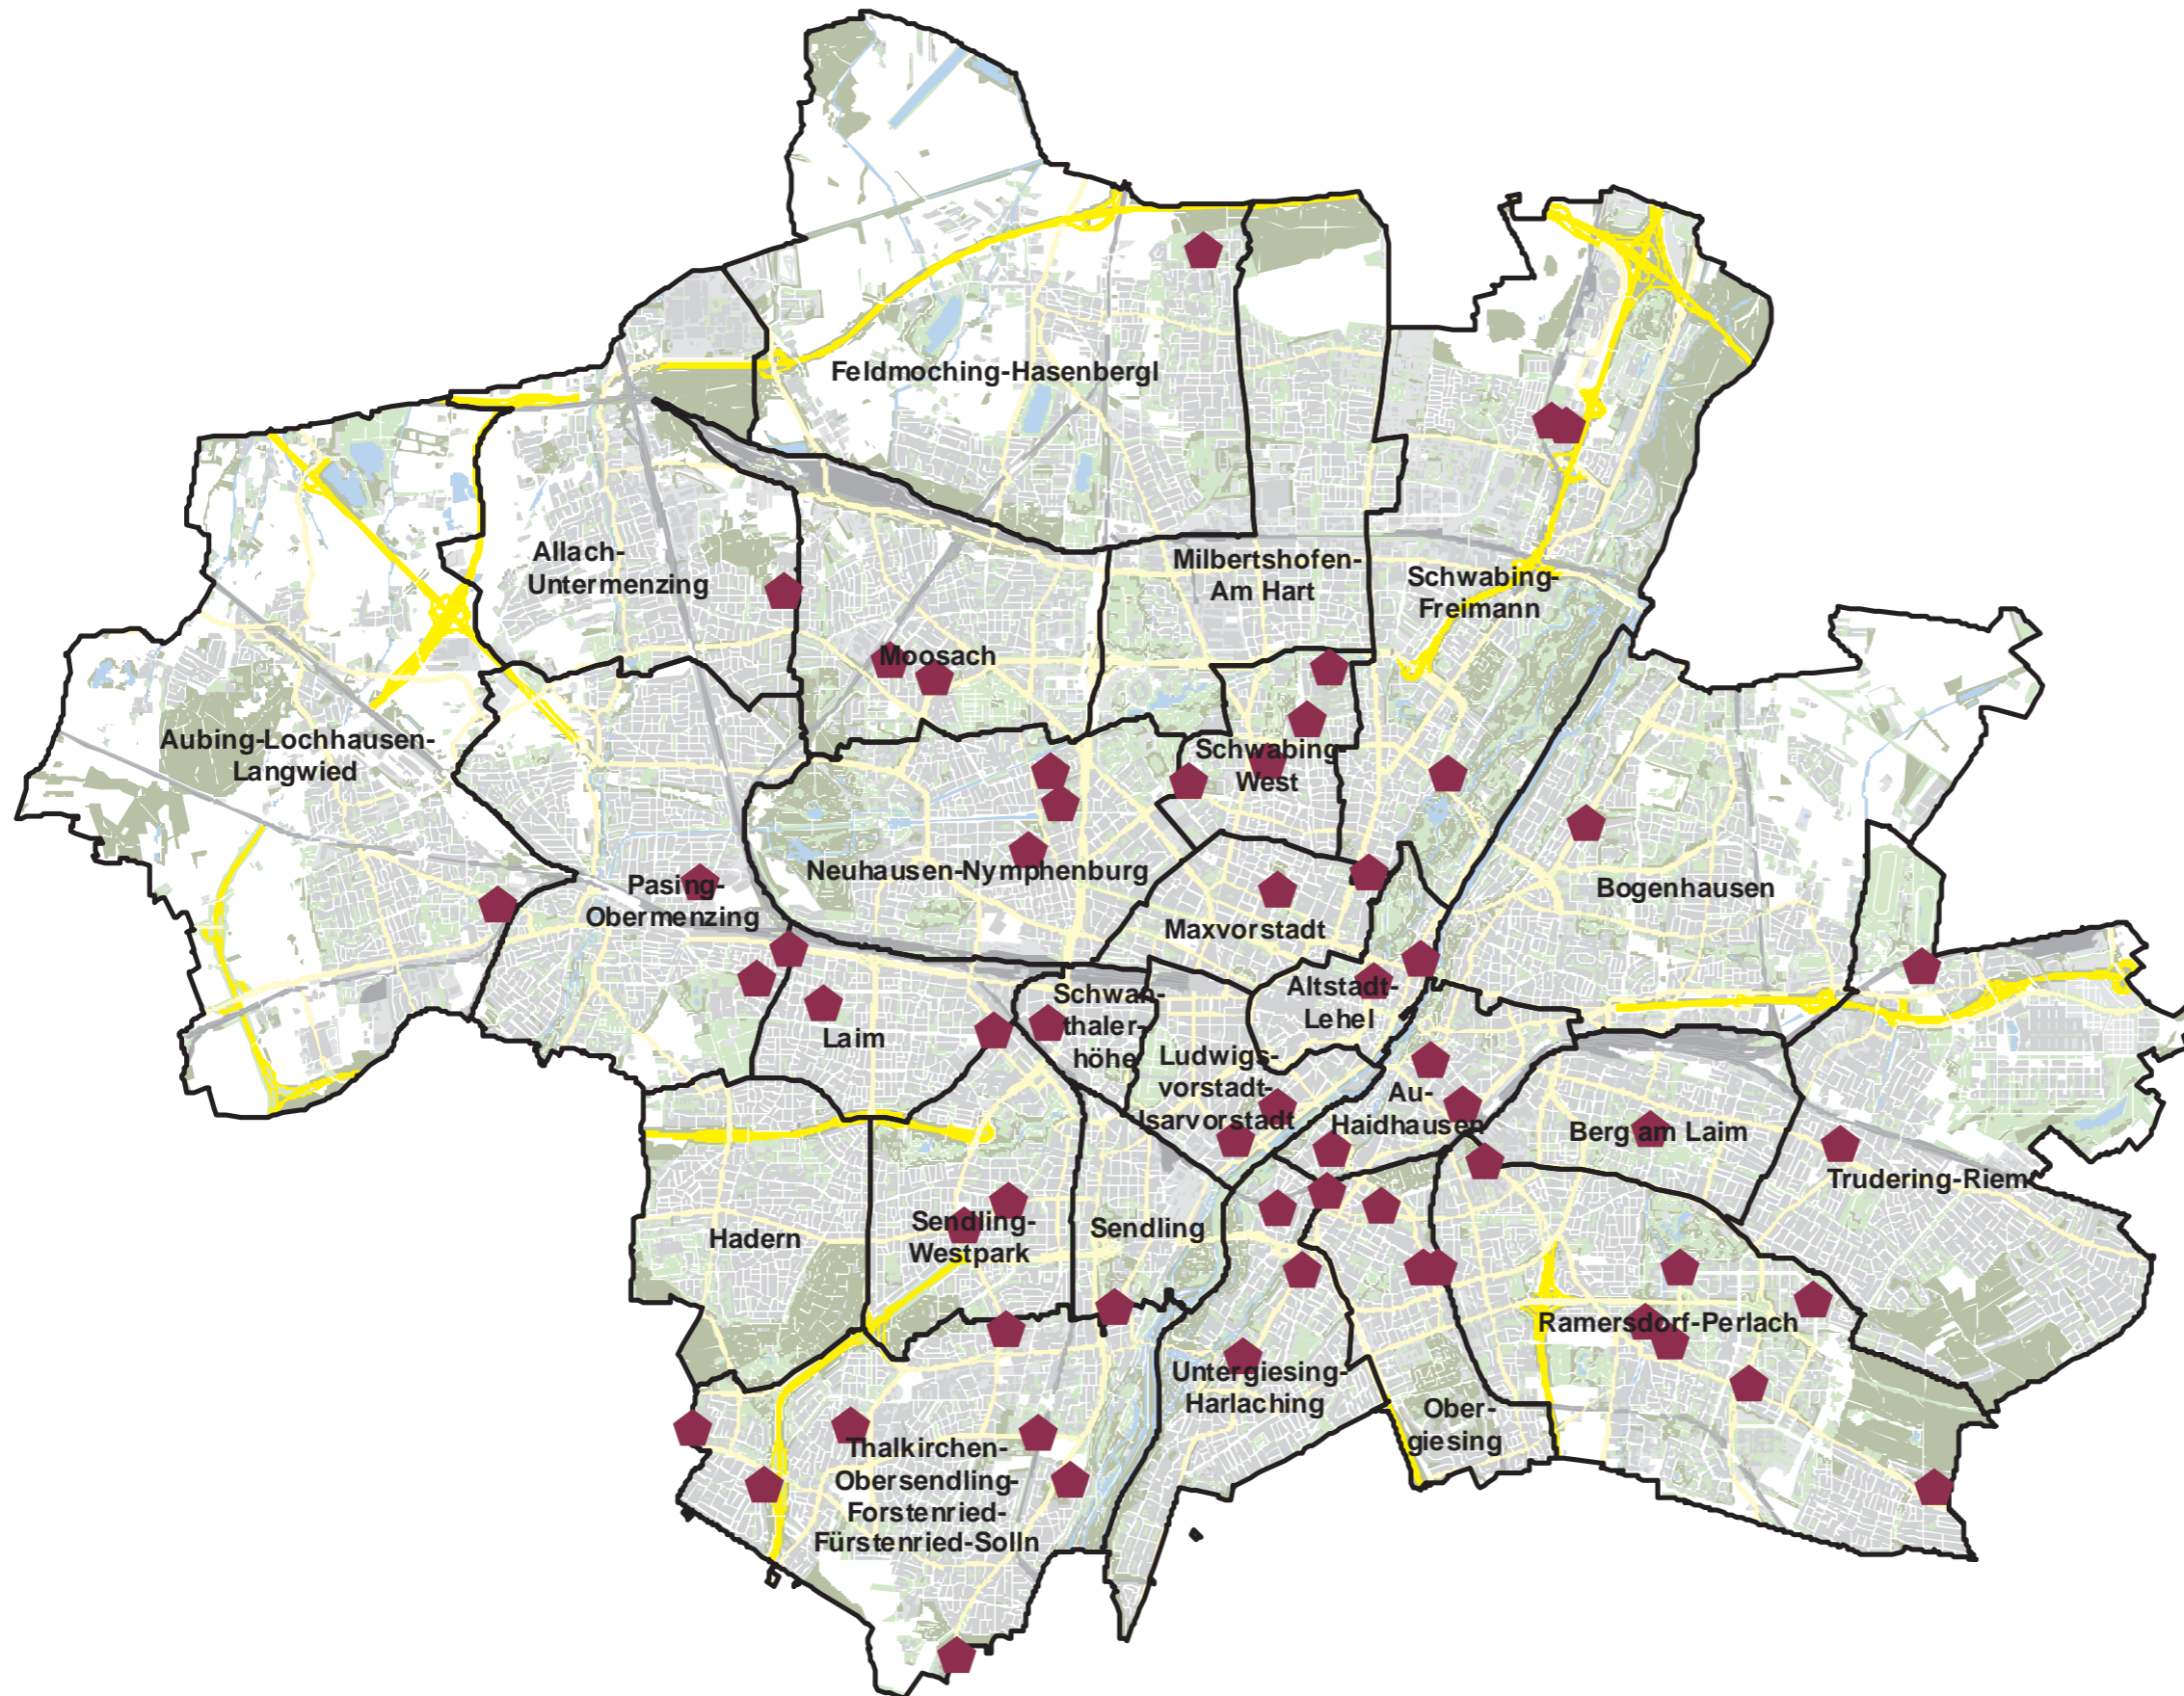 Feldmoching-Hasenbergl
Allach-
Untermenzing
Milbertshofen-
Am Hart
Schwabing-
Freimann
Moosach
Aubing-Lochhausen-
Langwied
Schwabing-
West
Neuhausen-Nymphenburg
Pasing-
Obermenzing
Bogenhausen
Maxvorstadt
Altstadt-
Lehel
Schwan-
thaler-
höhe
Laim
Ludwigs-
vorstadt-
Isarvorstadt
Au-
Haidhausen
Berg am Laim
Trudering-Riem
Hadern
Sendling-
Westpark
Sendling
Ramersdorf-Perlach
Untergiesing-
Harlaching
Ober-
giesing
Thalkirchen-
Obersendling-
Forstenried-
Fürstenried-Solln